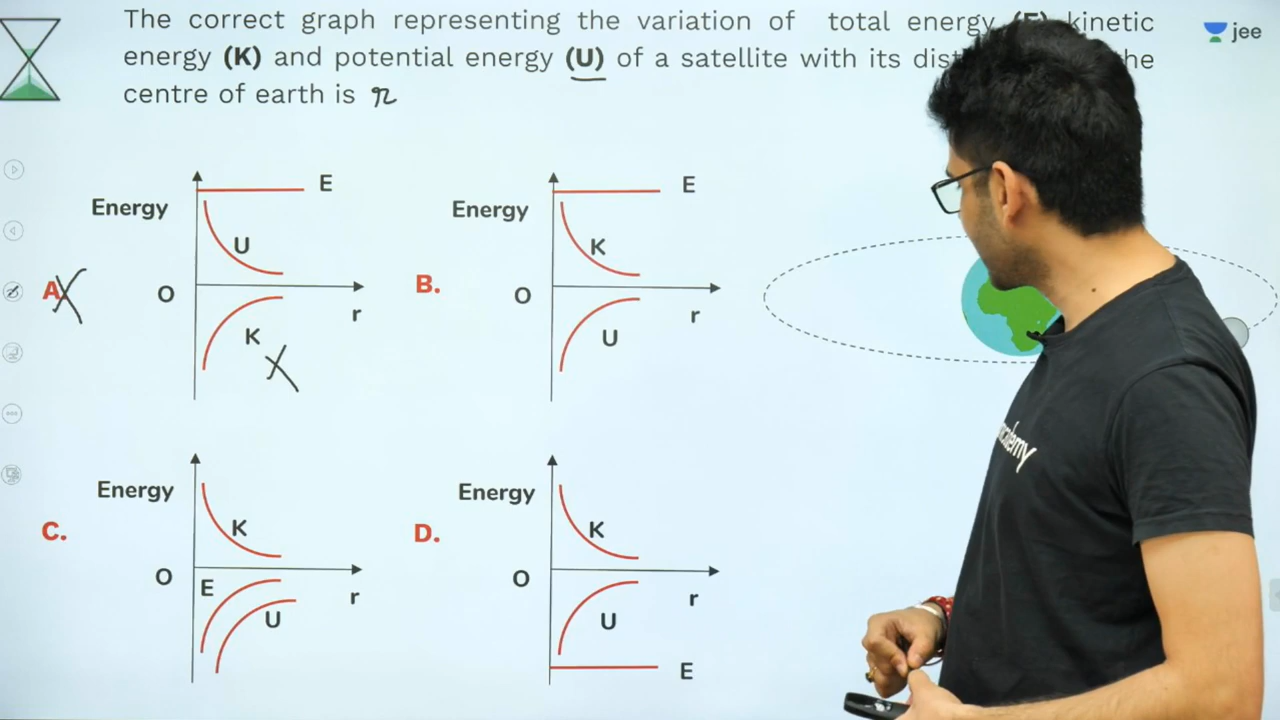 The correct graph representing the variation of total energy (E) kinetic
energy (K) and potential energy (U) of a satellite with its the
centre of earth is r
jee
Energy
E
U
O
r
K
A
X
X
B.
Energy
E
K
O
r
U
C.
Energy
K
O
E
r
U
D.
Energy
K
O
r
U
E